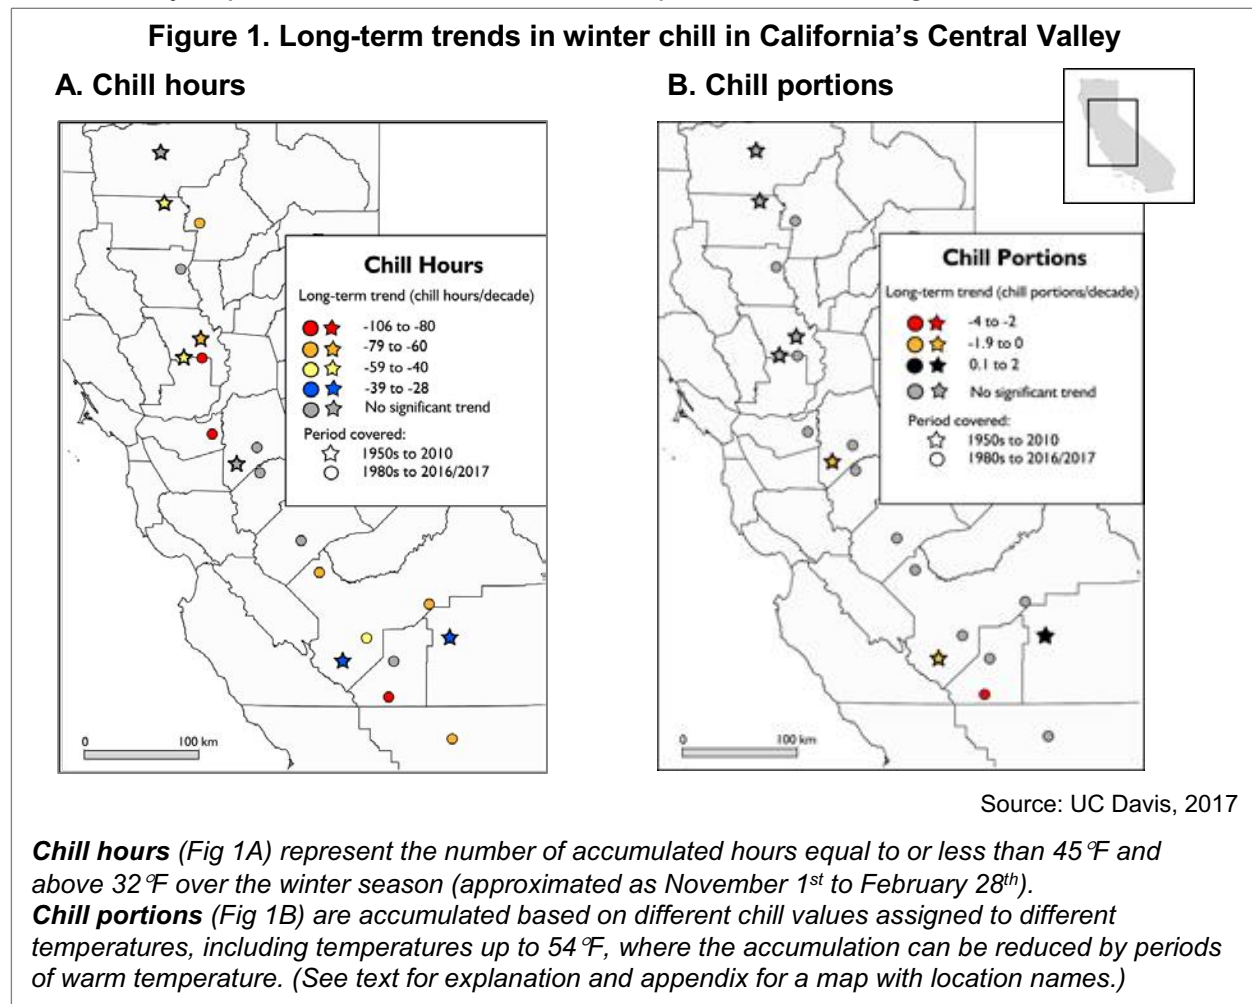 Figure 1. Long-term trends in winter chill in California's Central Valley
A. Chill hours
Chill Hours
Long-term trend (chill hours/decade)
-106 to -80
-79 to -60
-59 to -40
-39 to -28
No significant trend
Period covered:
1950s to 2010
1980s to 2016/2017
0 100 km
B. Chill portions
Chill Portions
Long-term trend (chill portions/decade)
-4 to -2
-1.9 to 0
0.1 to 2
No significant trend
Period covered:
1950s to 2010
1980s to 2016/2017
0 100 km
Source: UC Davis, 2017
Chill hours (Fig 1A) represent the number of accumulated hours equal to or less than 45°F and
above 32°F over the winter season (approximated as November 1st to February 28th).
Chill portions (Fig 1B) are accumulated based on different chill values assigned to different
temperatures, including temperatures up to 54°F, where the accumulation can be reduced by periods
of warm temperature. (See text for explanation and appendix for a map with location names.)